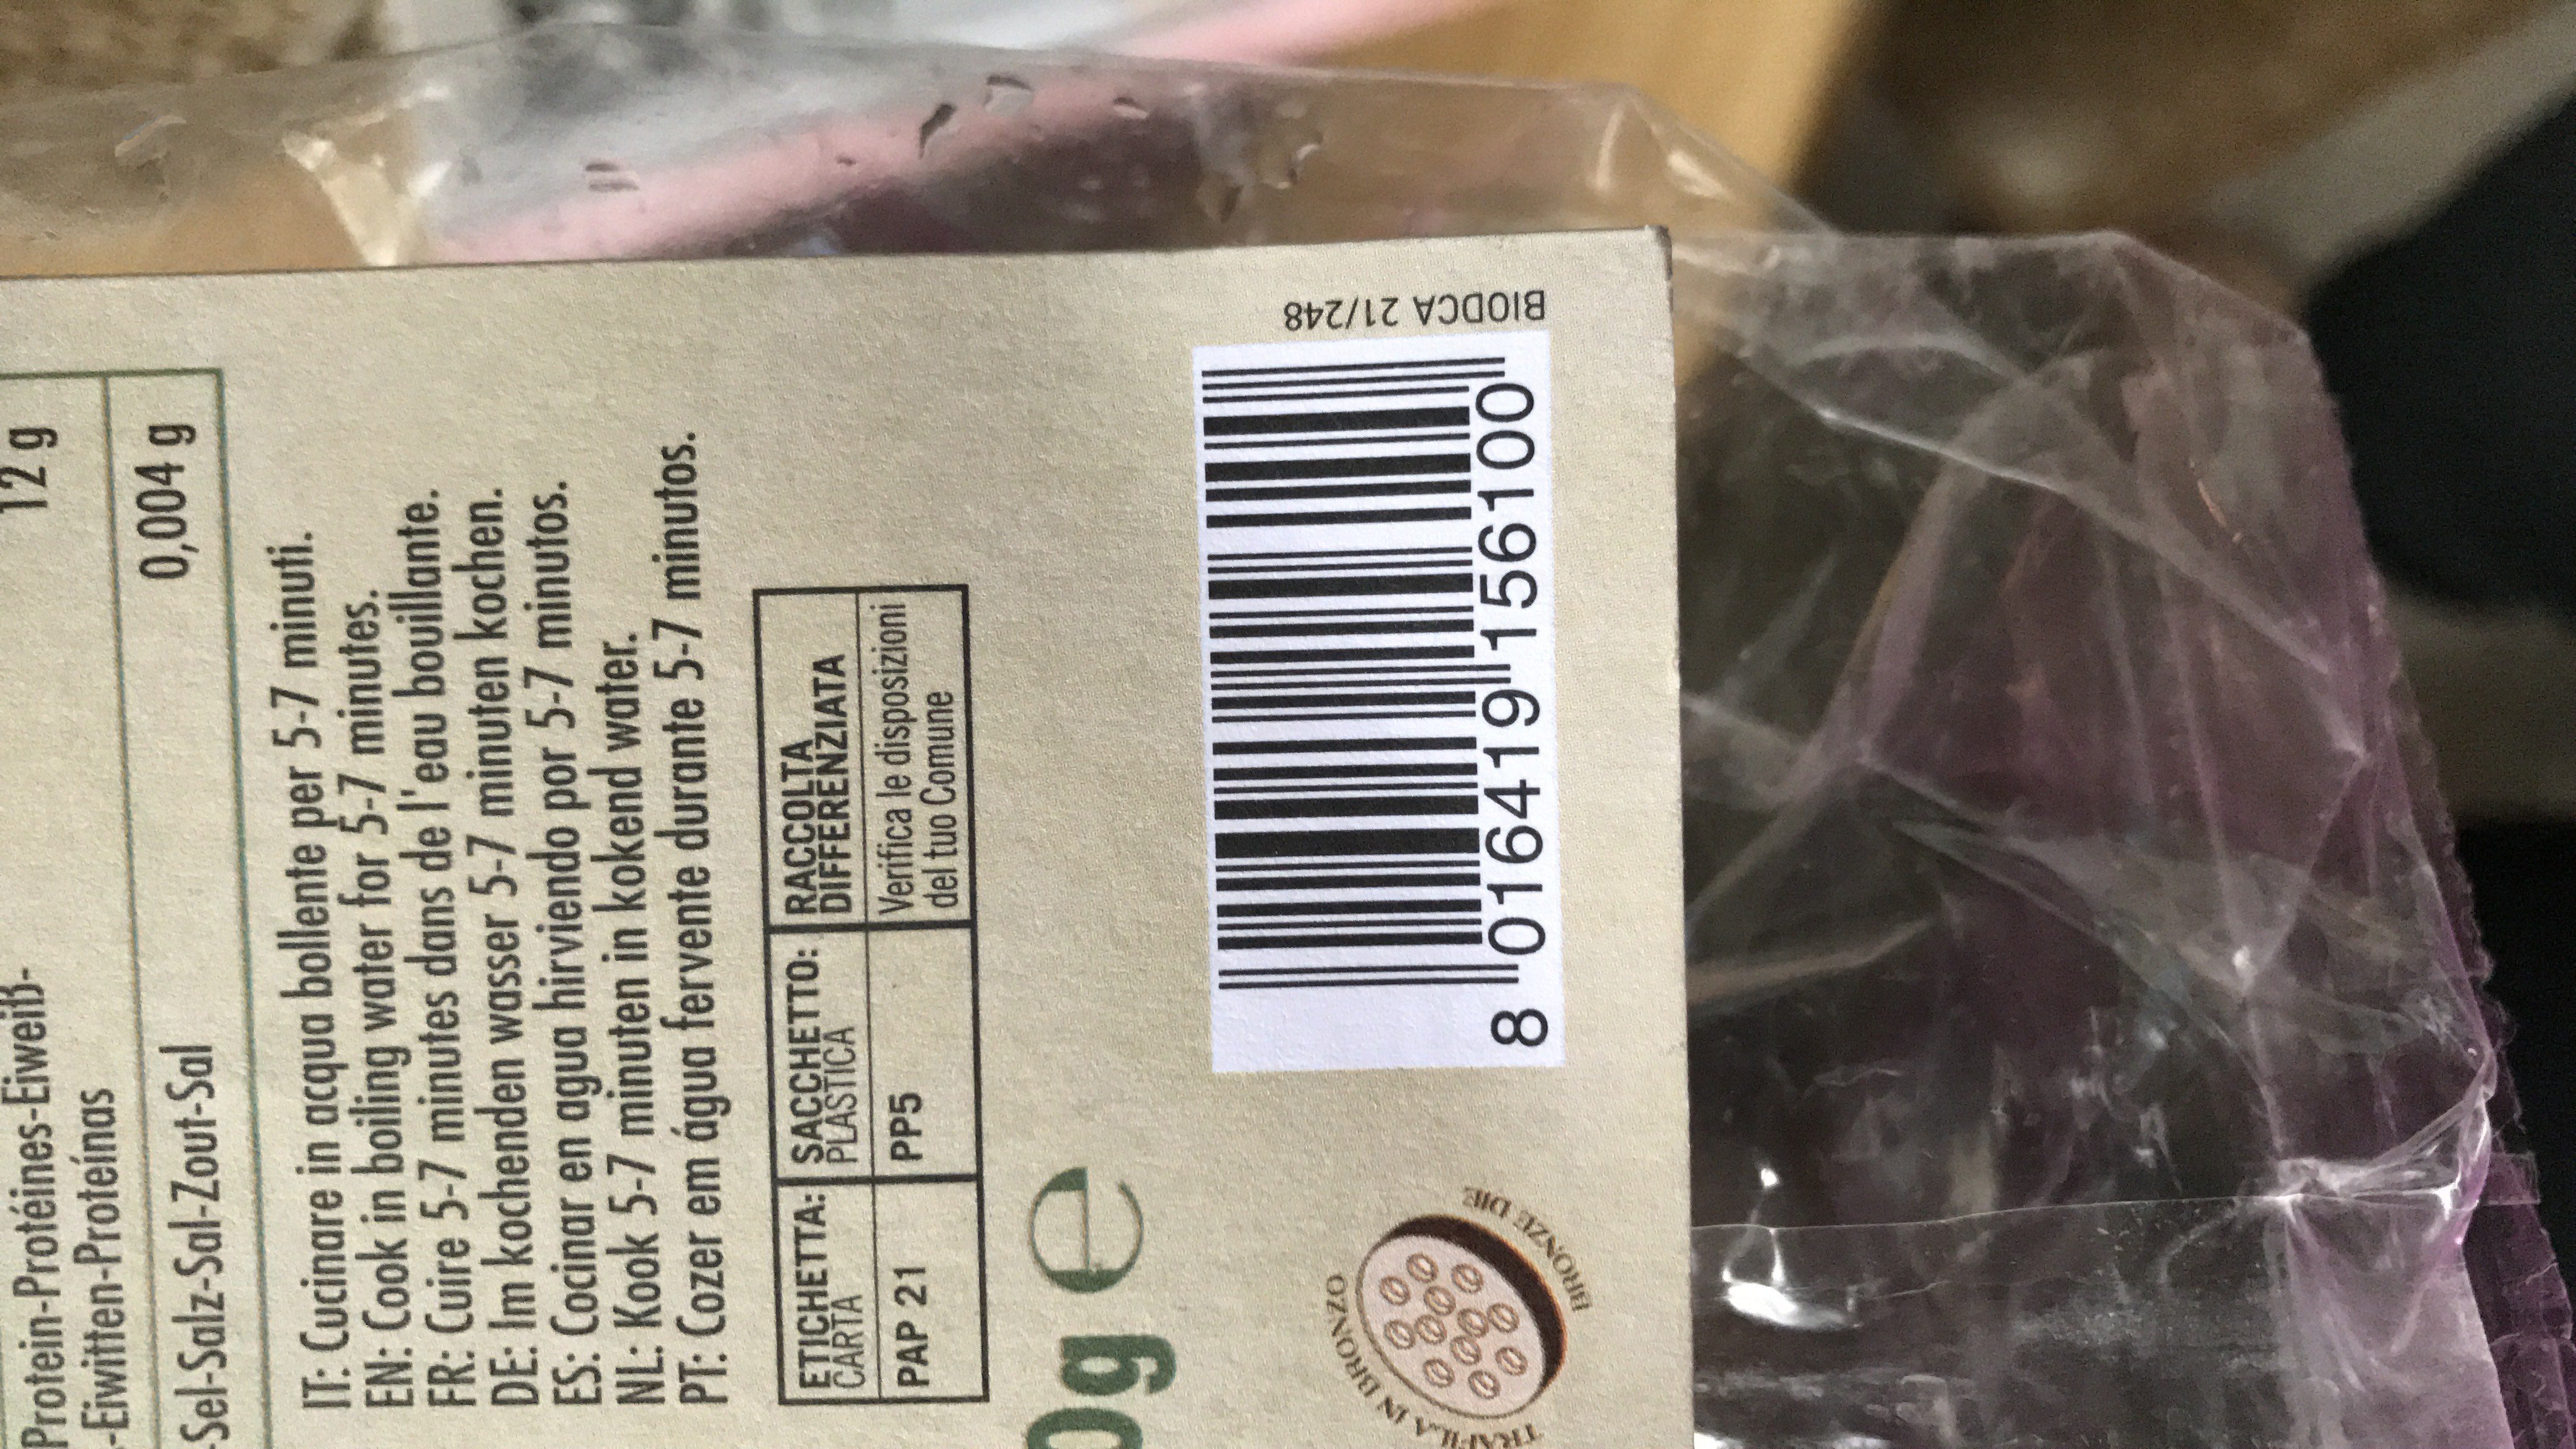 Protein-Protéines-Eiweiß-
-Eiwitten-Proteínas
12 g
-Sel-Salz-Sal-Zout-Sal
0,004 g
IT: Cucinare in acqua bollente per 5-7 minuti.
EN: Cook in boiling water for 5-7 minutes.
FR: Cuire 5-7 minutes dans de l'eau bouillante.
DE: Im kochenden wasser 5-7 minuten kochen.
ES: Cocinar en agua hirviendo por 5-7 minutos.
NL: Kook 5-7 minuten in kokend water.
PT: Cozer em água fervente durante 5-7 minutos.
ETICHETTA: SACCHETTO: RACCOLTA
CARTA PLASTICA DIFFERENZIATA
PAP 21 PP5 Verifica le disposizioni
del tuo Comune
0g e
TRAFILA IN BRONZO
BRONZE DIE
8 016419 156100
BIODCA 21/248